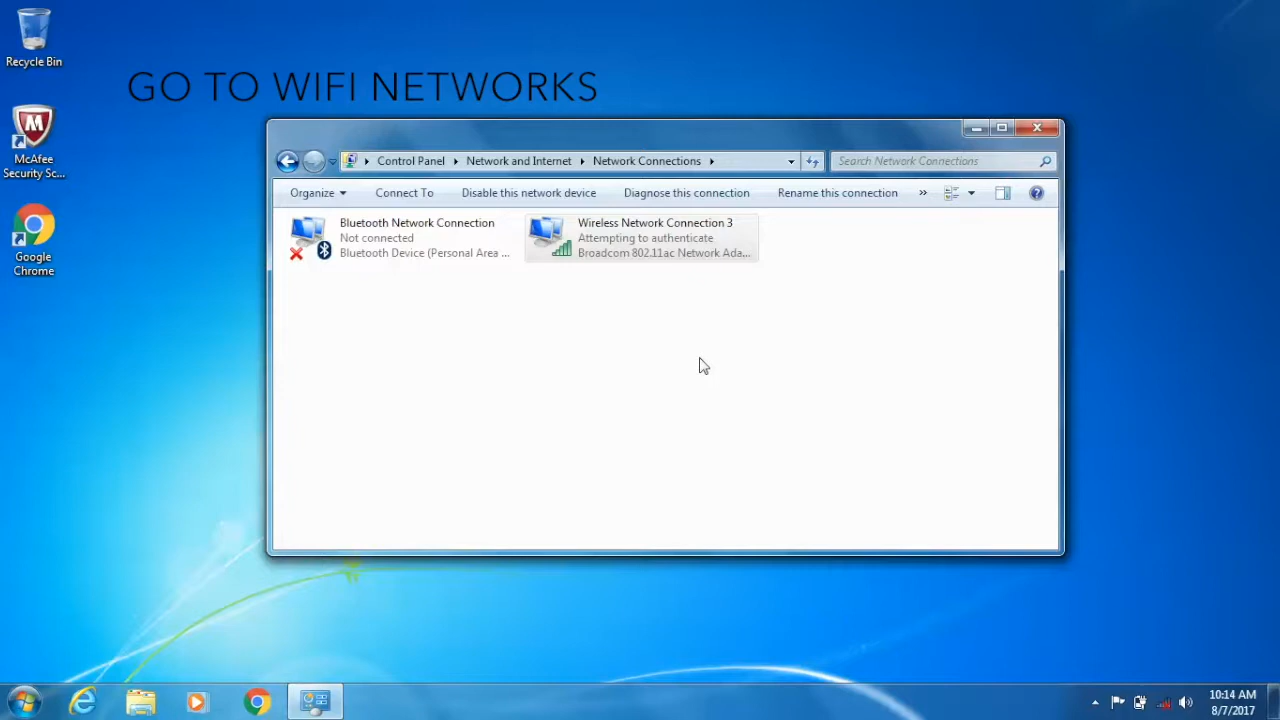 Recycle Bin
McAfee
Security Sc...
Google
Chrome
GO TO WIFI NETWORKS
Control Panel
Network and Internet
Network Connections
Search Network Connections
Organize
Connect To
Disable this network device
Diagnose this connection
Rename this connection
»
Bluetooth Network Connection
Not connected
Bluetooth Device (Personal Area ...
Wireless Network Connection 3
Attempting to authenticate
Broadcom 802.11ac Network Ada...
10:14 AM
8/7/2017